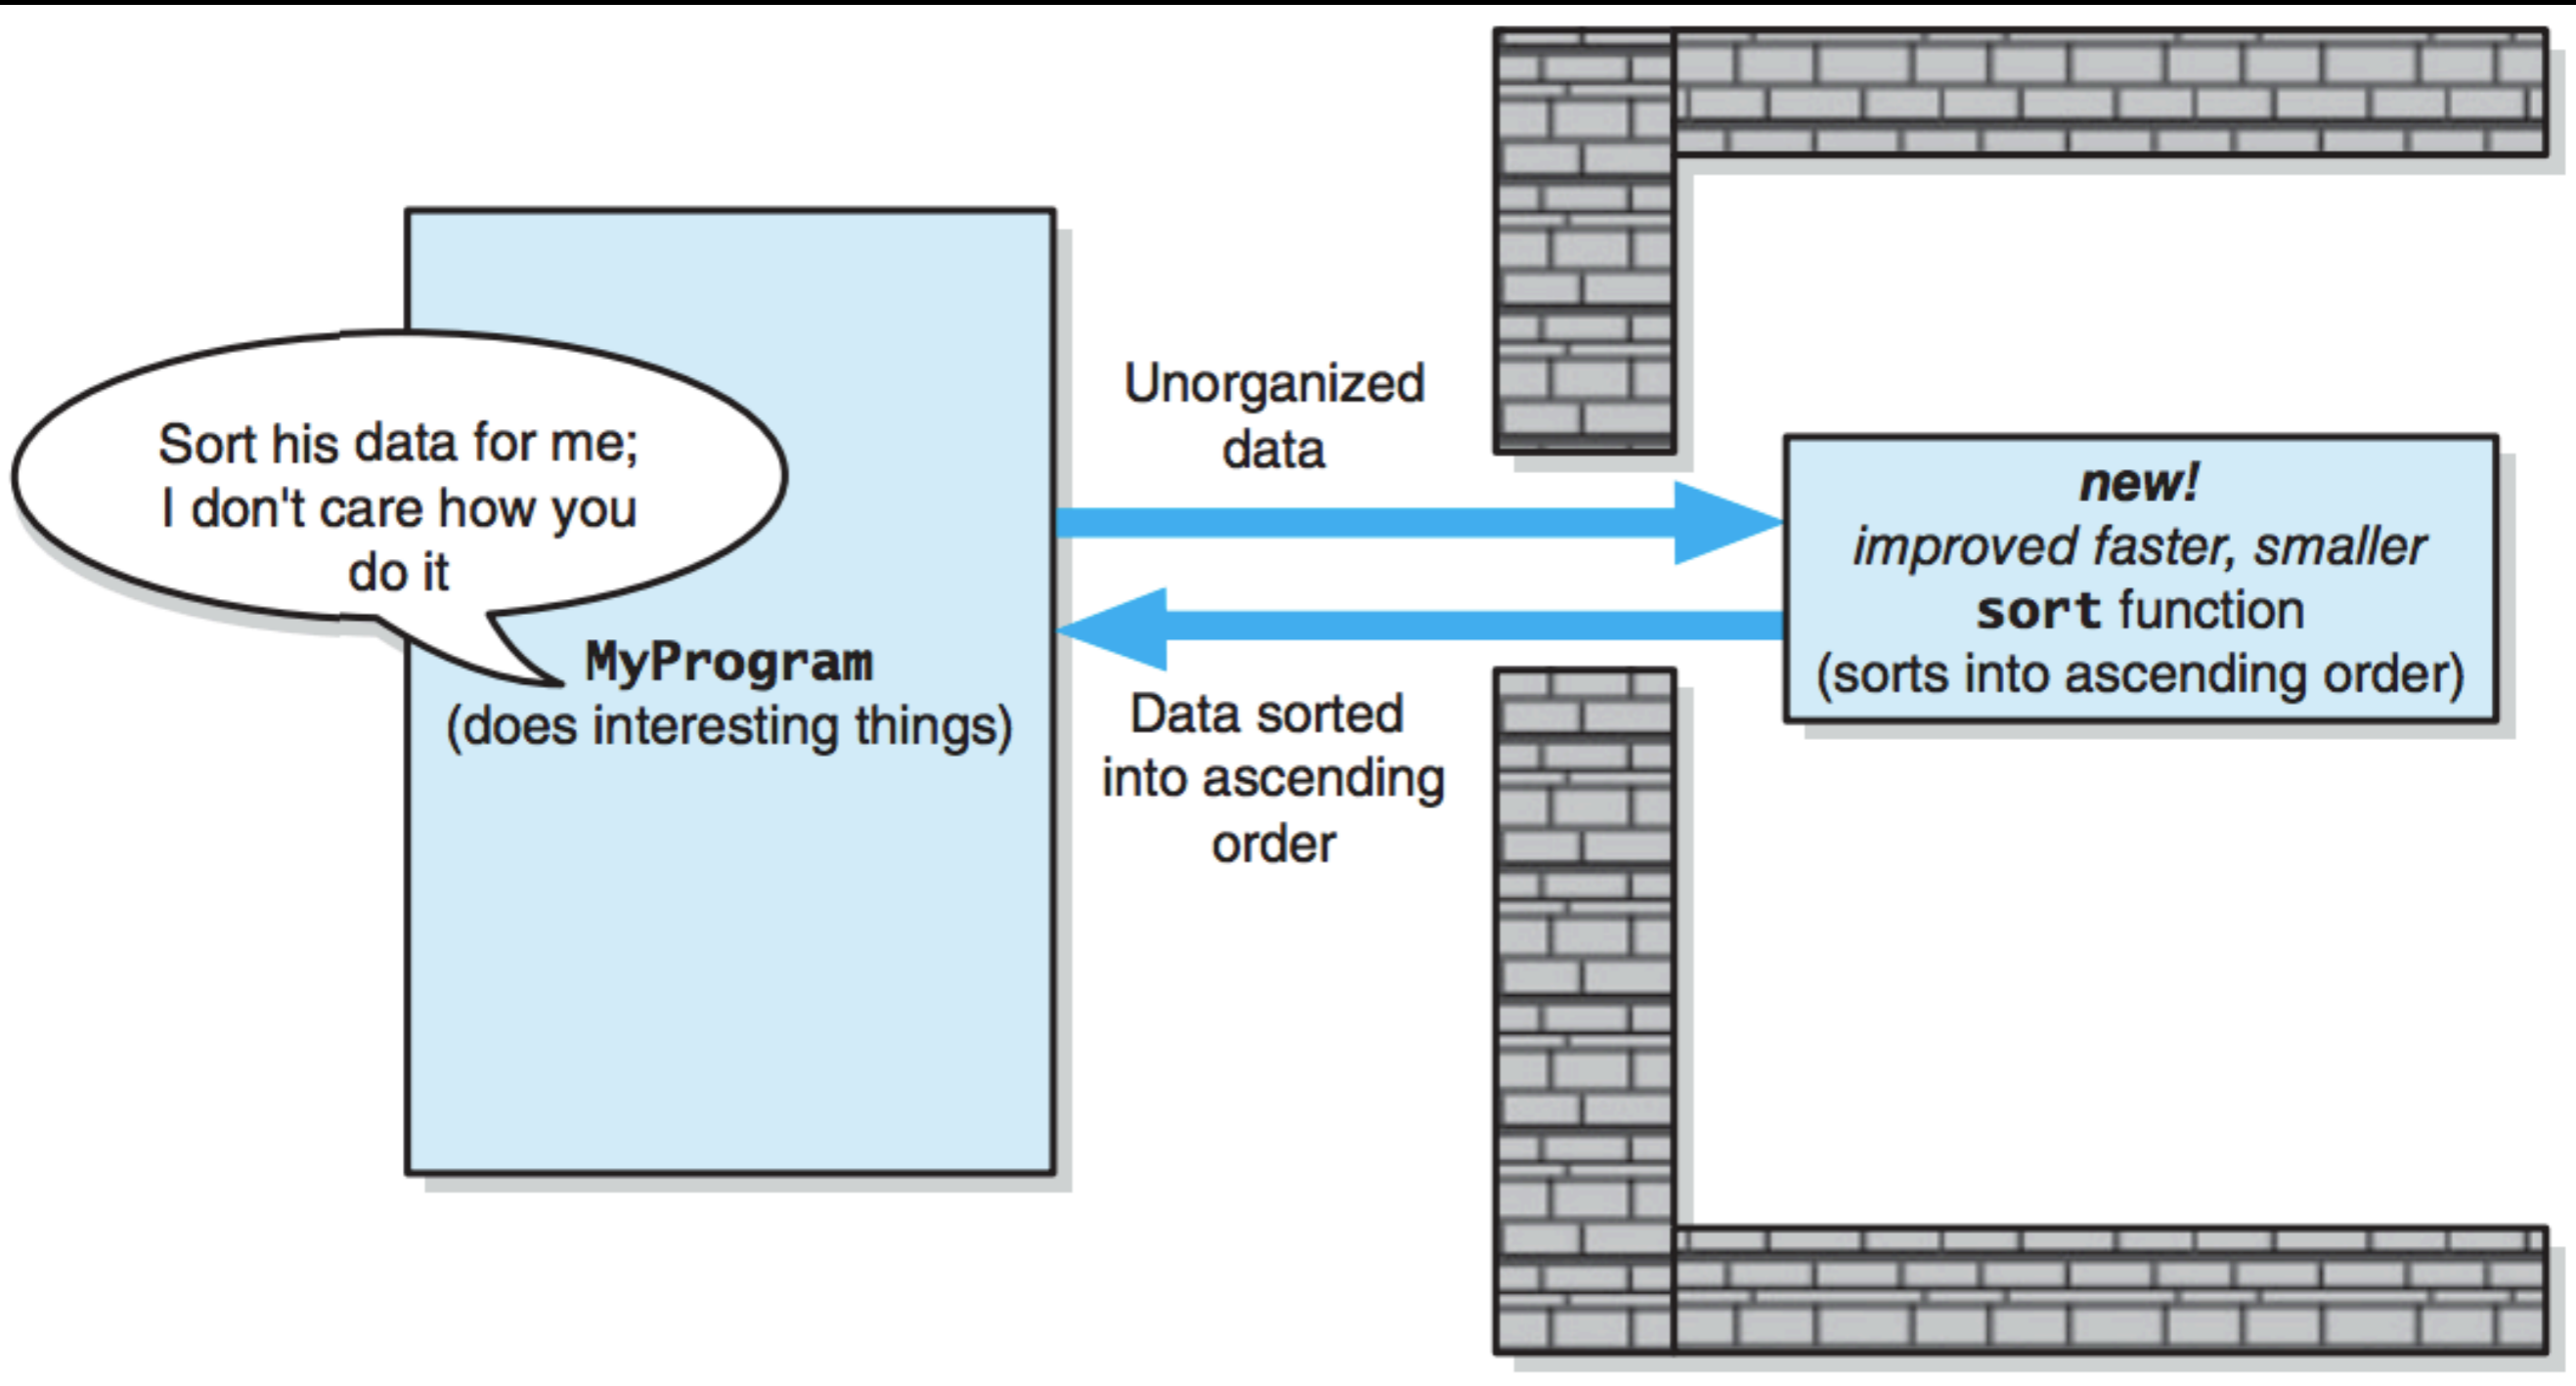 Sort his data for me;
I don't care how you
do it
MyProgram
(does interesting things)
Unorganized
data
Data sorted
into ascending
order
new!
improved faster, smaller
sort function
(sorts into ascending order)